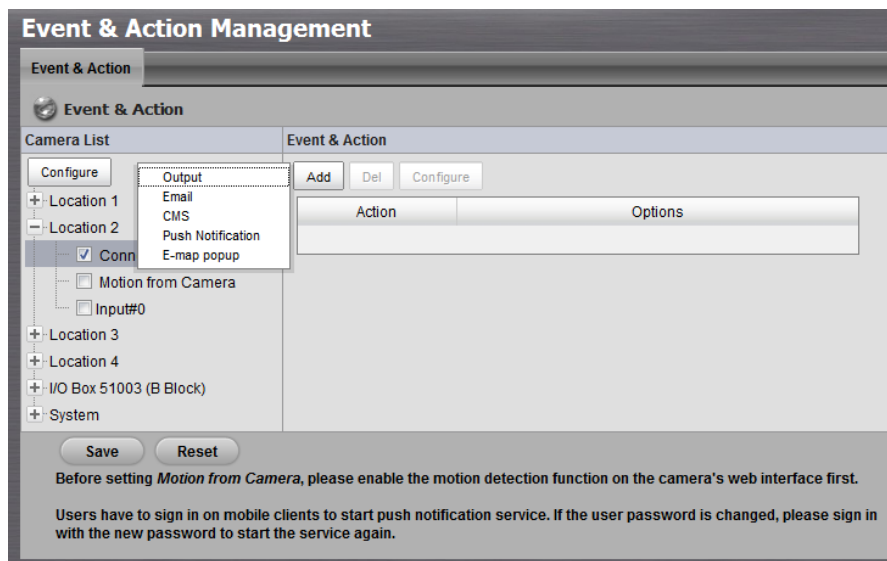 Event & Action Management
Event & Action
Event & Action
Camera List
Event & Action
Configure
Output
Email
CMS
Push Notification
E-map popup
Add
Del
Configure
Action
Options
Location 1
Location 2
Conn
Motion from Camera
Input#0
Location 3
Location 4
I/O Box 51003 (B Block)
System
Save
Reset
Before setting Motion from Camera, please enable the motion detection function on the camera's web interface first.
Users have to sign in on mobile clients to start push notification service. If the user password is changed, please sign in
with the new password to start the service again.